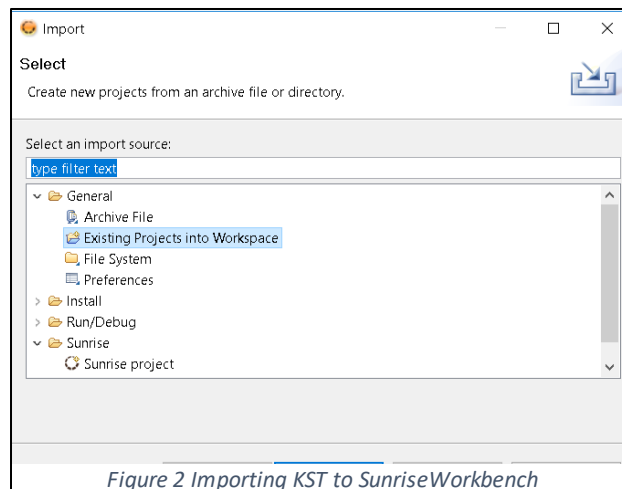 Import
Select
Create new projects from an archive file or directory.
Select an import source:
type filter text
General
Archive File
Existing Projects into Workspace
File System
Preferences
Install
Run/Debug
Sunrise
Sunrise project
Figure 2 Importing KST to SunriseWorkbench